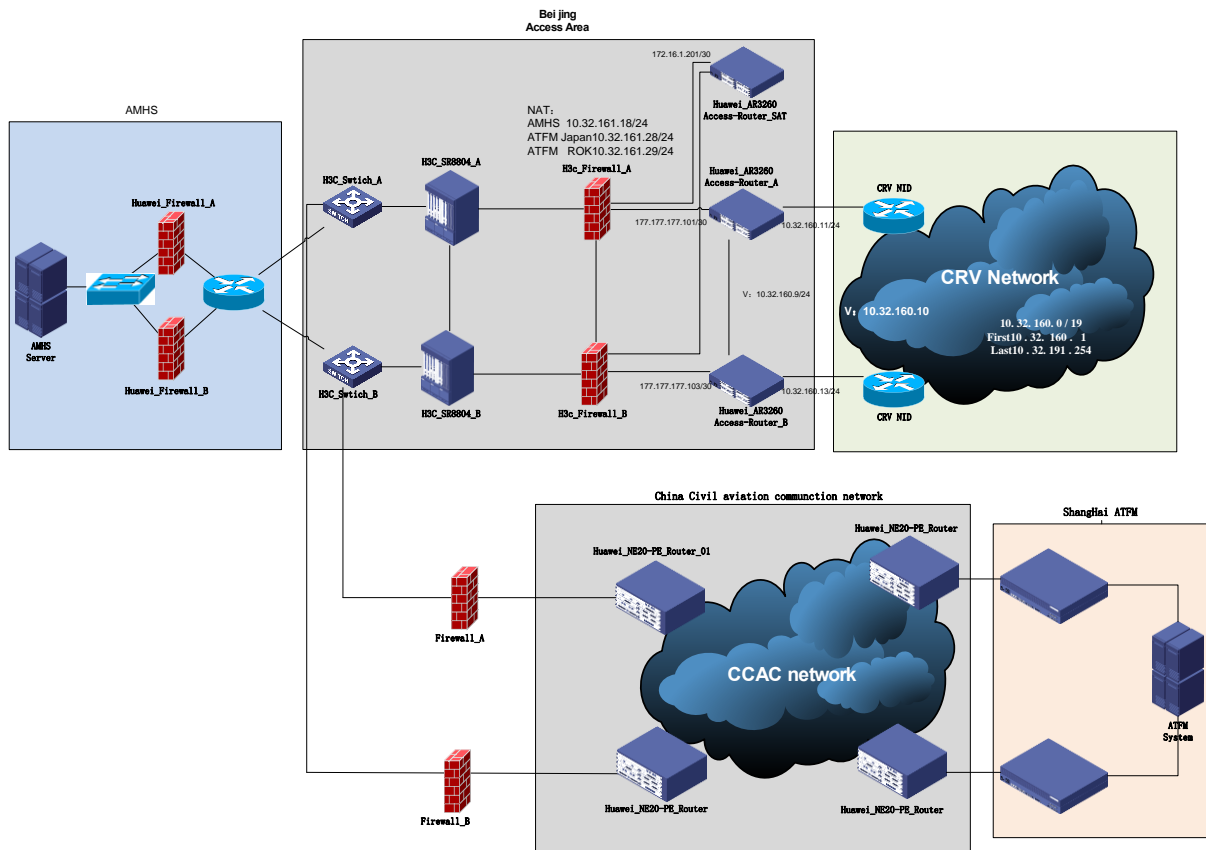 Bei jing
Access Area
AMHS
172.16.1.201/30
Huawei_AR3260
Access-Router_SAT
NAT：
AMHS 10.32.161.18/24
ATFM Japan10.32.161.28/24
ATFM ROK10.32.161.29/24
H3C_SR8804_A
H3c_Firewall_A
H3C_Swtich_A
SWITCH
Huawei_AR3260
Access-Router_A
CRV NID
Huawei_Firewall_A
177.177.177.101/30
10.32.160.11/24
CRV Network
V： 10.32.160.9/24
V： 10.32.160.10
10. 32. 160. 0 / 19
First10 . 32. 160 . 1
Last10 . 32. 191 . 254
AMHS
Server
Huawei_Firewall_B
SWITCH
H3C_Swtich_B
H3C_SR8804_B
H3c_Firewall_B
177.177.177.103/30
10.32.160.13/24
Huawei_AR3260
Access-Router_B
CRV NID
China Civil aviation communction network
ShangHai ATFM
Huawei_NE20-PE_Router
Huawei_NE20-PE_Router_01
Firewall_A
CCAC network
ATFM
System
Huawei_NE20-PE_Router
Huawei_NE20-PE_Router
Firewall_B